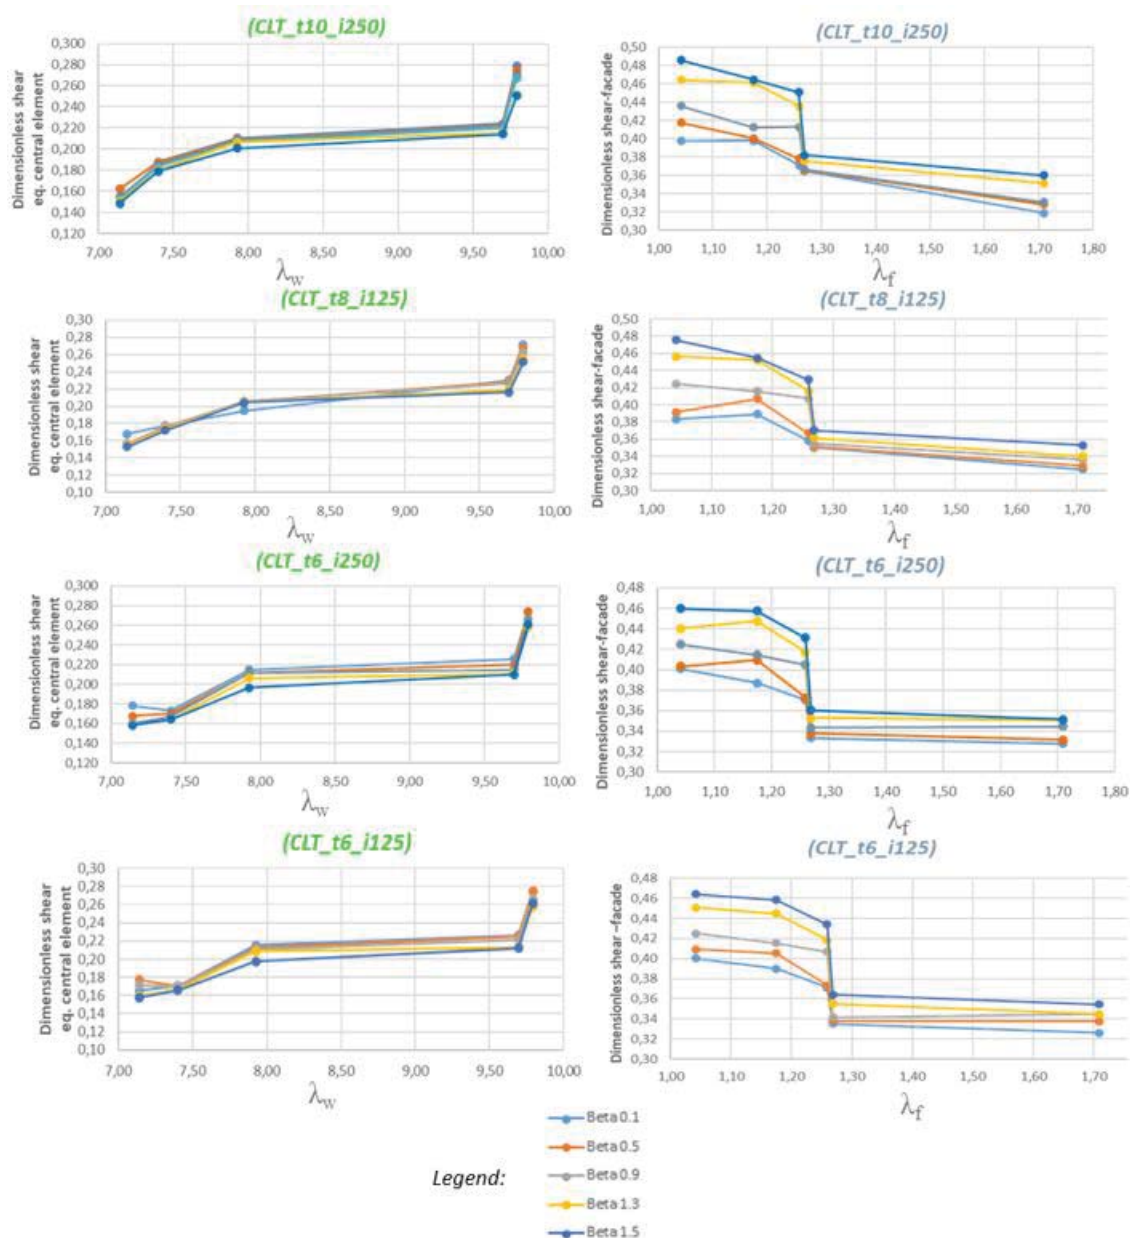 (CLT_t10_i250)
Dimensionless shear
eq. central element
0,300
0,280
0,260
0,240
0,220
0,200
0,180
0,160
0,140
0,120
7,00 7,50 8,00 8,50 9,00 9,50 10,00
λw
(CLT_t10_i250)
Dimensionless shear-facade
0,50
0,48
0,46
0,44
0,42
0,40
0,38
0,36
0,34
0,32
0,30
1,00 1,10 1,20 1,30 1,40 1,50 1,60 1,70 1,80
λf
(CLT_t8_i125)
Dimensionless shear
eq. central element
0,30
0,28
0,26
0,24
0,22
0,20
0,18
0,16
0,14
0,12
0,10
7,00 7,50 8,00 8,50 9,00 9,50 10,00
λw
(CLT_t8_i125)
Dimensionless shear-facade
0,50
0,48
0,46
0,44
0,42
0,40
0,38
0,36
0,34
0,32
0,30
1,00 1,10 1,20 1,30 1,40 1,50 1,60 1,70
λf
(CLT_t6_i250)
Dimensionless shear
eq. central element
0,300
0,280
0,260
0,240
0,220
0,200
0,180
0,160
0,140
0,120
7,00 7,50 8,00 8,50 9,00 9,50 10,00
λw
(CLT_t6_i250)
Dimensionless shear-facade
0,48
0,46
0,44
0,42
0,40
0,38
0,36
0,34
0,32
0,30
1,00 1,10 1,20 1,30 1,40 1,50 1,60 1,70 1,80
λf
(CLT_t6_i125)
Dimensionless shear
eq. central element
0,30
0,28
0,26
0,24
0,22
0,20
0,18
0,16
0,14
0,12
0,10
7,00 7,50 8,00 8,50 9,00 9,50 10,00
λw
(CLT_t6_i125)
Dimensionless shear –facade
0,48
0,46
0,44
0,42
0,40
0,38
0,36
0,34
0,32
0,30
1,00 1,10 1,20 1,30 1,40 1,50 1,60 1,70
λf
Legend:
Beta 0.1
Beta 0.5
Beta 0.9
Beta 1.3
Beta 1.5